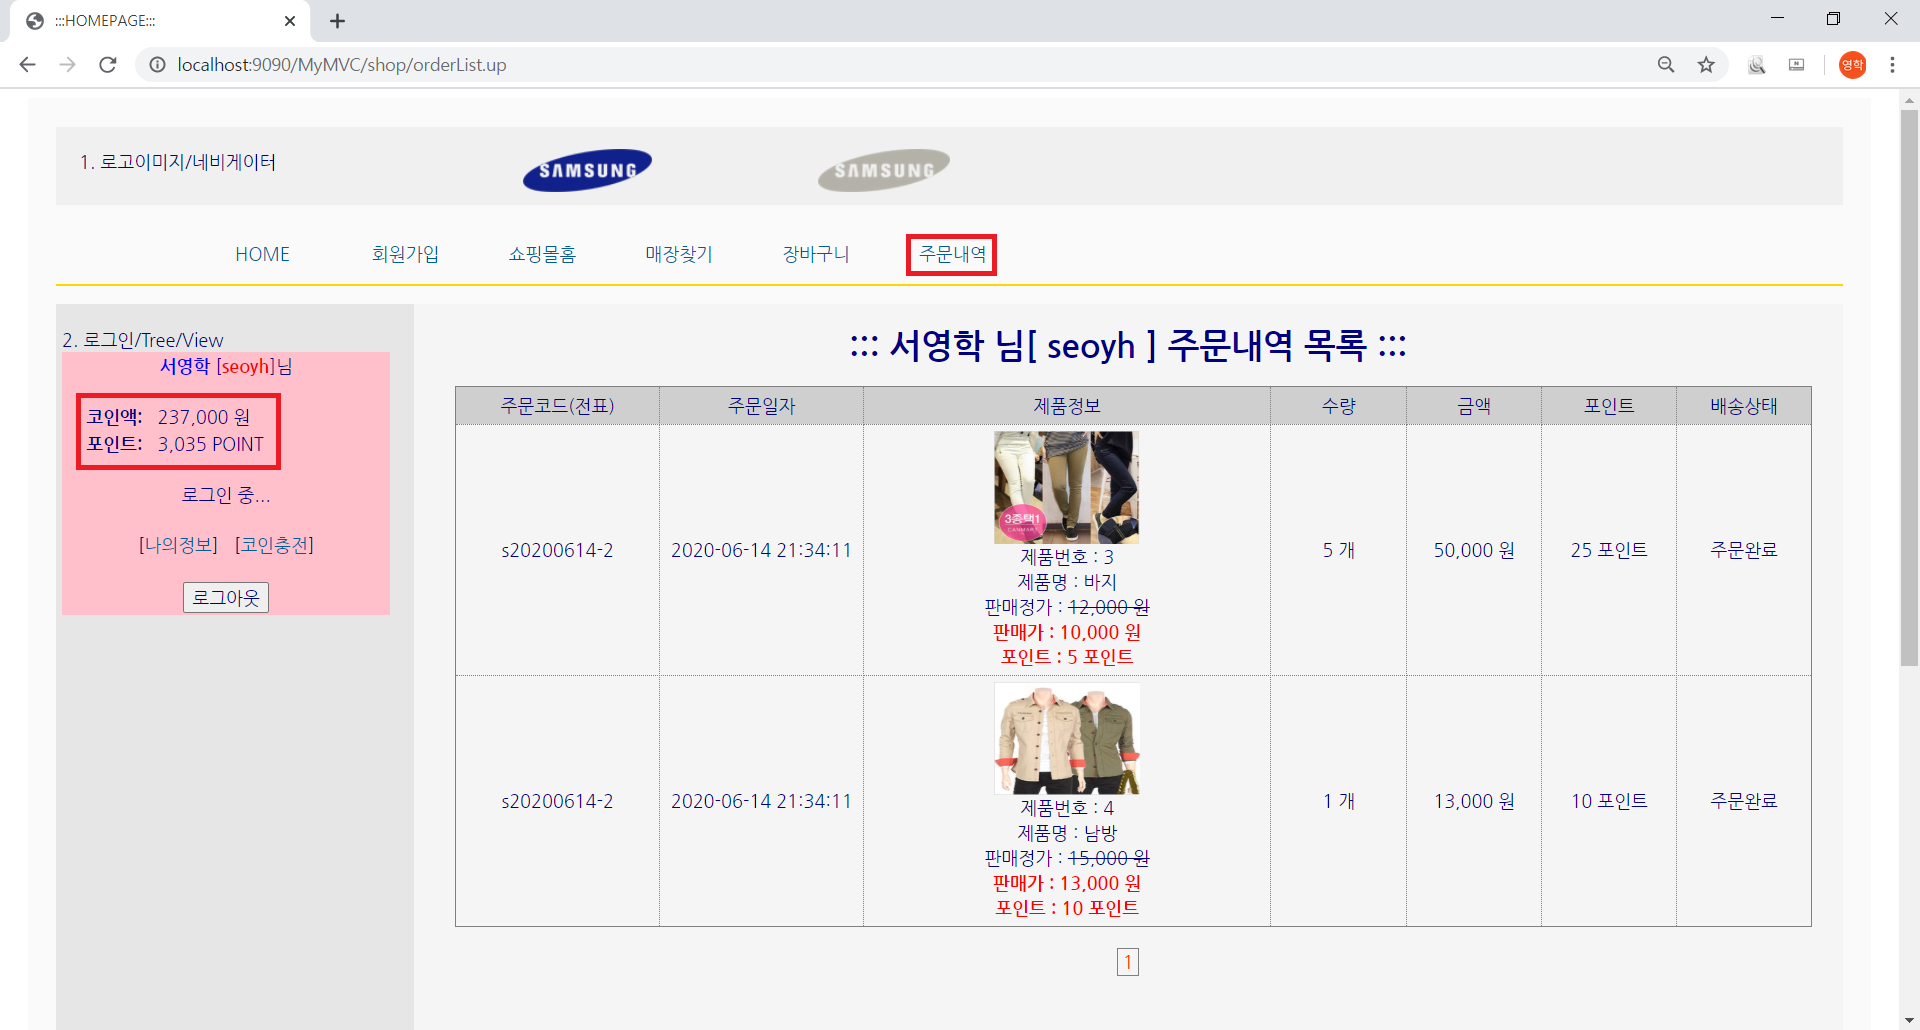 :::HOMEPAGE:::
localhost:9090/MyMVC/shop/orderList.up
영학
1. 로고이미지/네비게이터
SAMSUNG
SAMSUNG
HOME 회원가입 쇼핑몰홈 매장찾기 장바구니 주문내역
2. 로그인/Tree/View
서영학 [seoyh]님
코인액: 237,000 원
포인트: 3,035 POINT
로그인 중...
[나의정보] [코인충전]
로그아웃
::: 서영학 님[ seoyh ] 주문내역 목록 :::
주문코드(전표) 주문일자 제품정보 수량 금액 포인트 배송상태
3종택1
CANMART
s20200614-2 2020-06-14 21:34:11 5 개 50,000 원 25 포인트 주문완료
제품번호 : 3
제품명 : 바지
판매정가 : 12,000 원
판매가 : 10,000 원
포인트 : 5 포인트
s20200614-2 2020-06-14 21:34:11 1 개 13,000 원 10 포인트 주문완료
제품번호 : 4
제품명 : 남방
판매정가 : 15,000 원
판매가 : 13,000 원
포인트 : 10 포인트
1